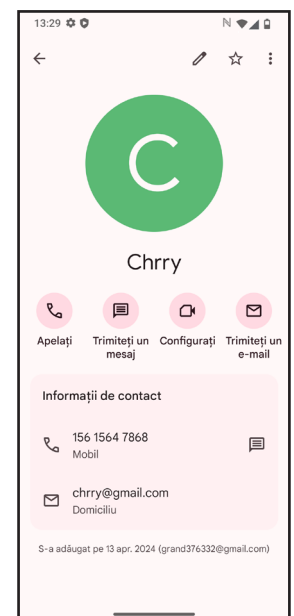 13:29
C
Chrry
Apelați
Trimiteți un
mesaj
Configurați
Trimiteți un
e-mail
Informații de contact
156 1564 7868
Mobil
chrry@gmail.com
Domiciliu
S-a adăugat pe 13 apr. 2024 (grand376332@gmail.com)